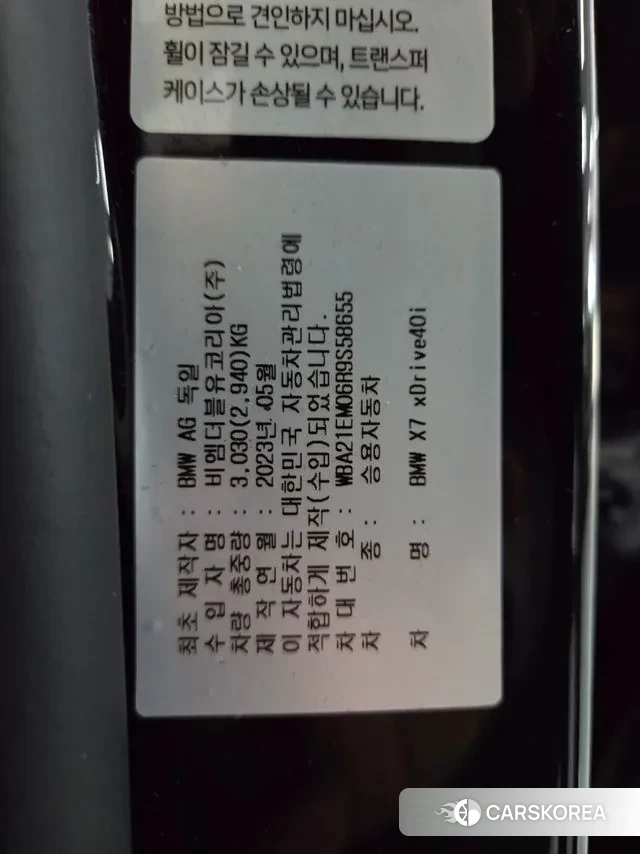 방법으로 견인하지 마십시오.
휠이 잠길 수 있으며, 트랜스퍼
케이스가 손상될 수 있습니다.
최초 제작자 : BMW AG 독일
수 입 자 명 : 비엠더블유코리아(주)
차량 총중량 : 3,030(2,940)KG
제 작 연 월 : 2023년 05월
이 자동차는 대한민국 자동차관리법령에
적합하게 제작(수입)되었습니다.
차 대 번 호 : WBA21EM06R9S58655
차 종 : 승용자동차
차 명 : BMW X7 xDrive40i
CARSKOREA